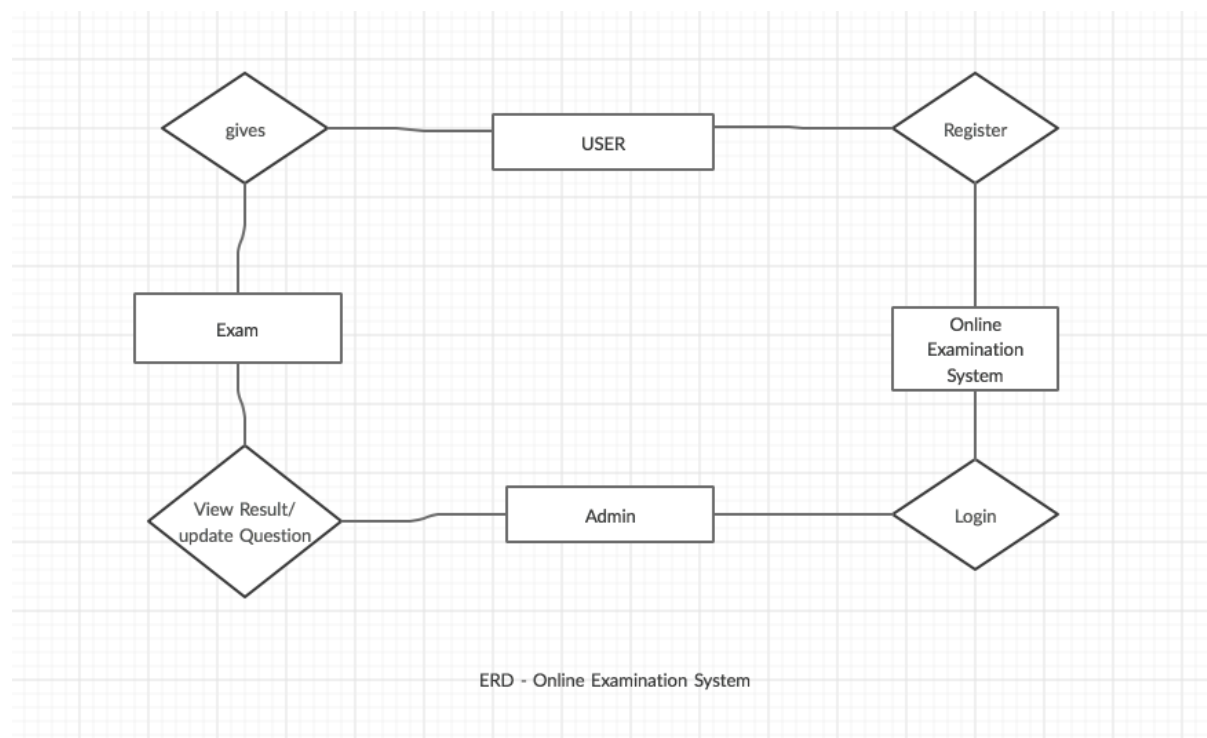 gives
USER
Register
Exam
Online
Examination
System
View Result/
update Question
Admin
Login
ERD - Online Examination System